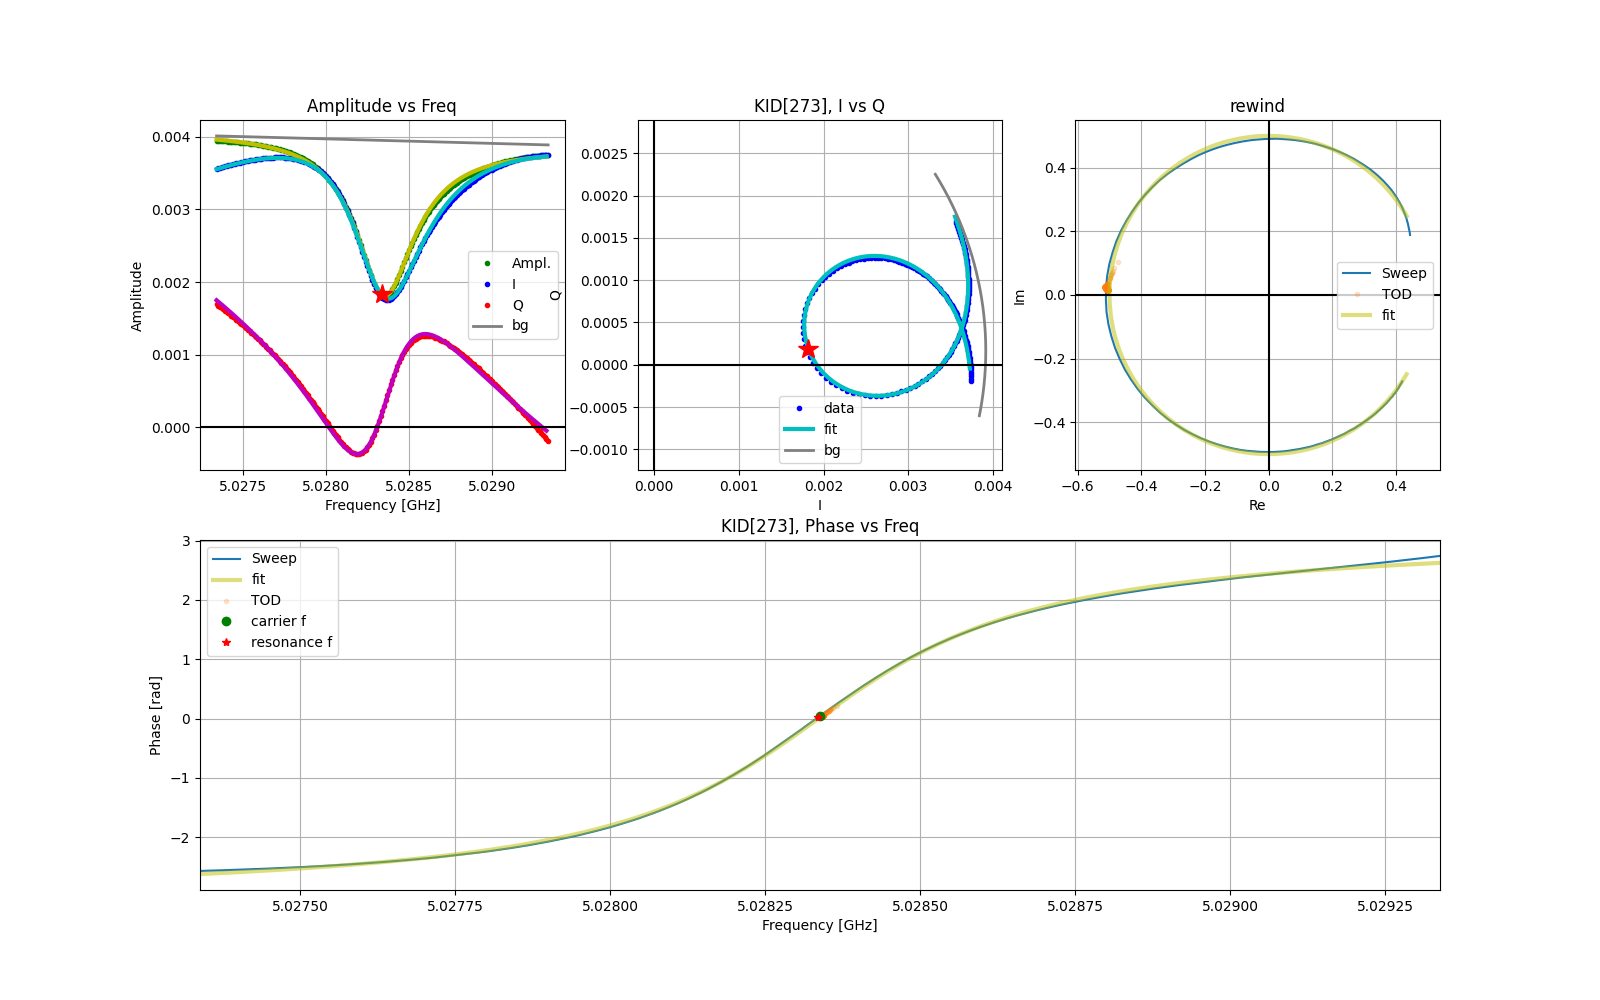 Amplitude vs Freq
0.004
0.003
0.002
0.001
0.000
Amplitude
Ampl.
I
Q
bg
5.0275
5.0280
5.0285
5.0290
Frequency [GHz]
KID[273], I vs Q
0.0025
0.0020
0.0015
0.0010
0.0005
0.0000
−0.0005
−0.0010
Q
data
fit
bg
0.000
0.001
0.002
0.003
0.004
I
rewind
0.4
0.2
0.0
−0.2
−0.4
Im
Sweep
TOD
fit
−0.6
−0.4
−0.2
0.0
0.2
0.4
Re
KID[273], Phase vs Freq
3
2
1
0
−1
−2
Phase [rad]
Sweep
fit
TOD
carrier f
resonance f
5.02750
5.02775
5.02800
5.02825
5.02850
5.02875
5.02900
5.02925
Frequency [GHz]